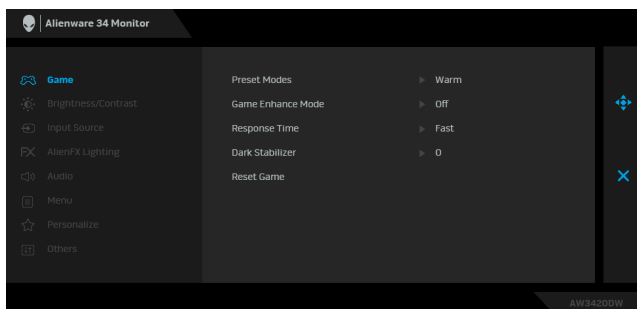 Alienware 34 Monitor
Game
Preset Modes Warm
Brightness/Contrast
Game Enhance Mode Off
Input Source
Response Time Fast
FX AlienFX Lighting
Dark Stabilizer 0
Audio
Reset Game
Menu
Personalize
Others
AW3420DW